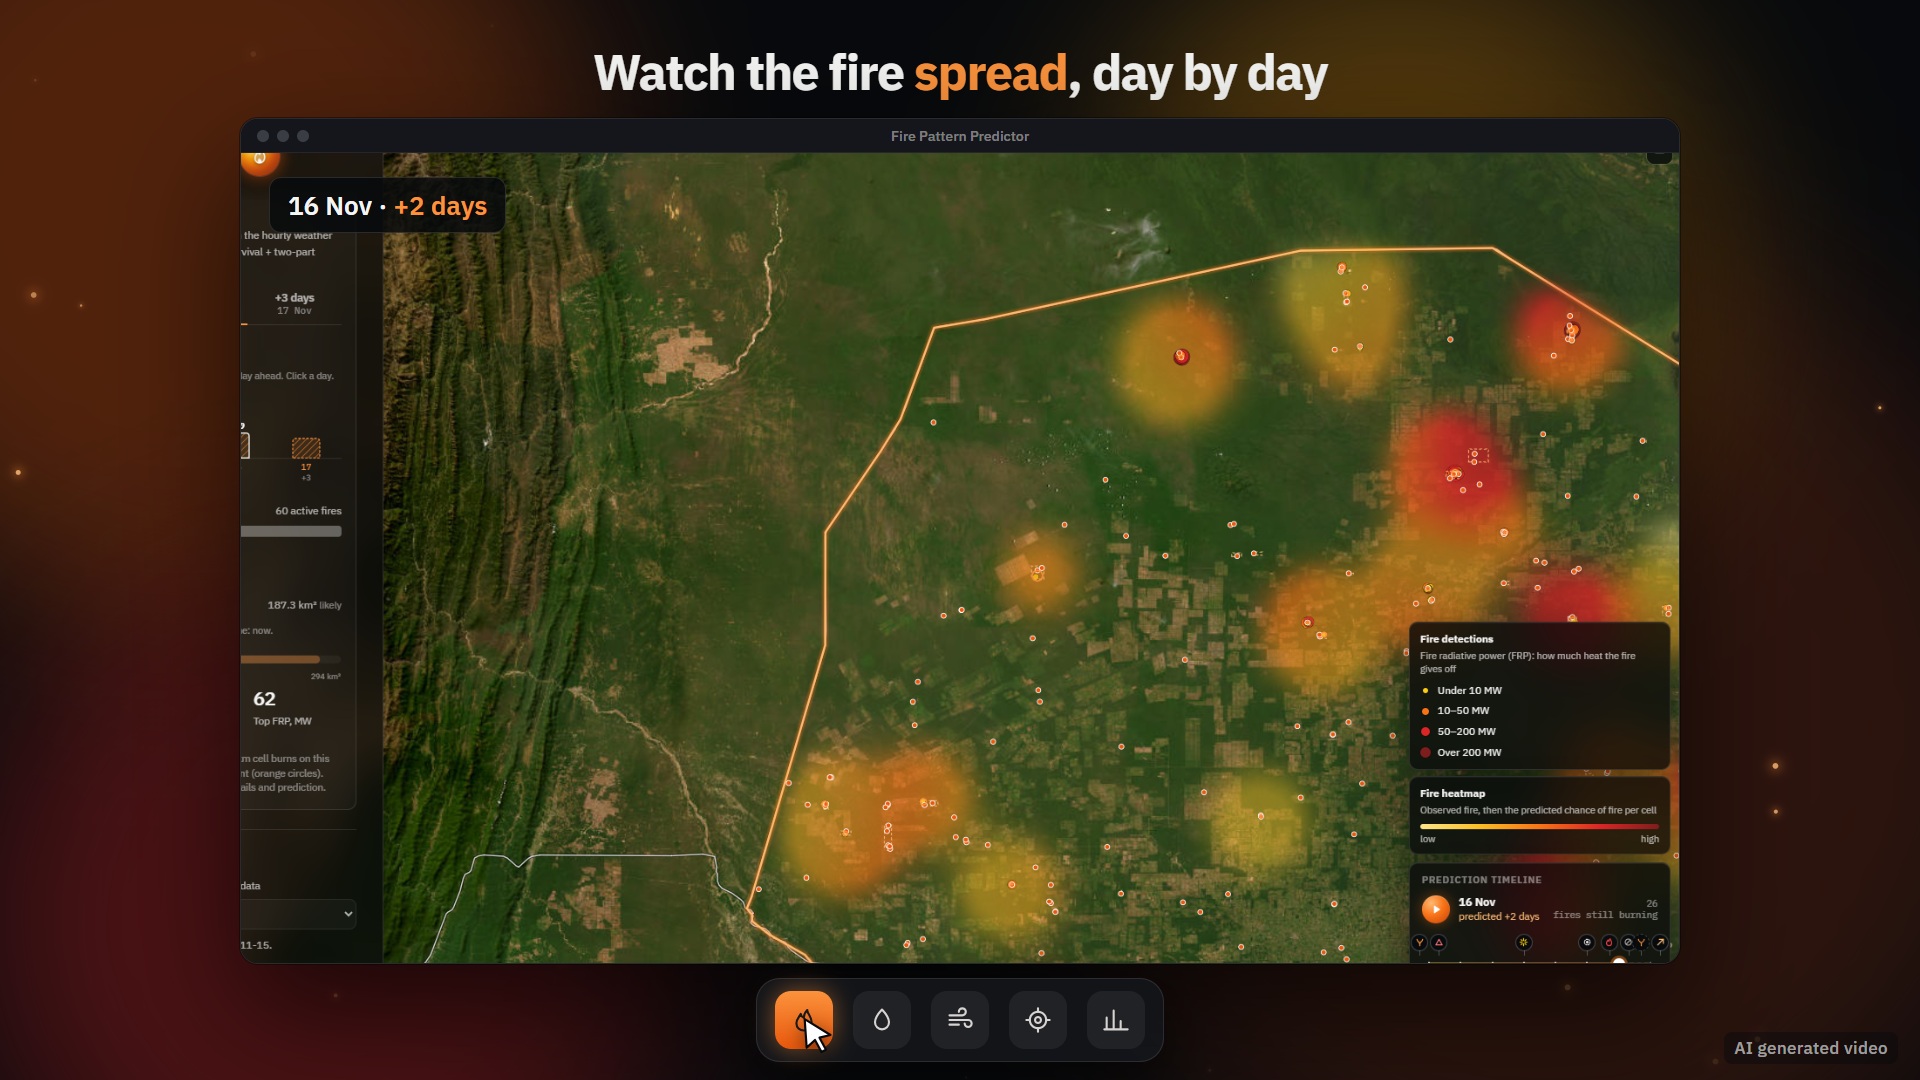 Watch the fire spread, day by day
Fire Pattern Predictor
16 Nov · +2 days
the hourly weather
vival + two-part
+3 days
17 Nov
ay ahead. Click a day.
17
+3
60 active fires
187.3 km² likely
e: now.
294 km²
62
Top FRP, MW
m cell burns on this
nt (orange circles).
ails and prediction.
data
11-15.
Fire detections
Fire radiative power (FRP): how much heat the fire
gives off
Under 10 MW
10–50 MW
50–200 MW
Over 200 MW
Fire heatmap
Observed fire, then the predicted chance of fire per cell
low high
PREDICTION TIMELINE
16 Nov 26
predicted +2 days fires still burning
AI generated video